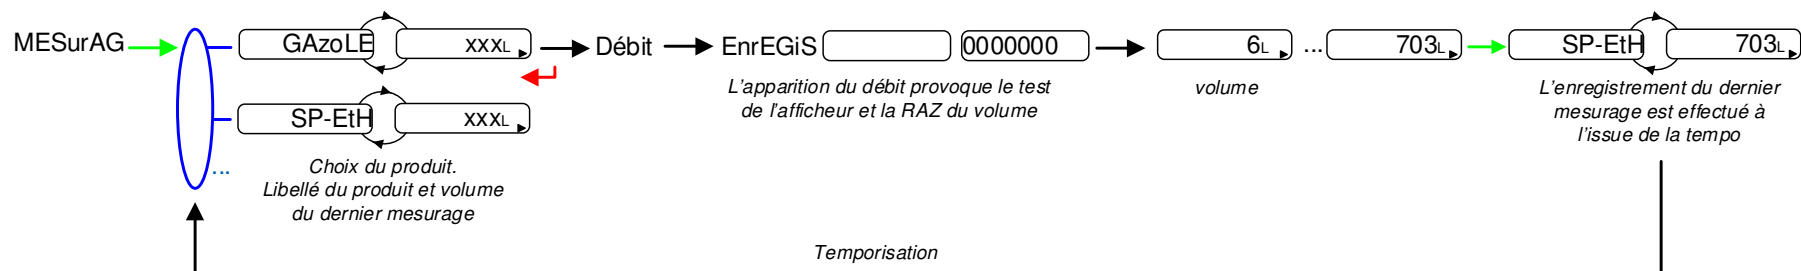 MESurAG GAzoLE xxxL Débit EnrEGiS 0000000 6L ... 703L SP-EtH 703L
L'apparition du débit provoque le test
de l'afficheur et la RAZ du volume
volume
L'enregistrement du dernier
mesurage est effectué à
l'issue de la tempo
SP-EtH xxxL
...
Choix du produit.
Libellé du produit et volume
du dernier mesurage
Temporisation